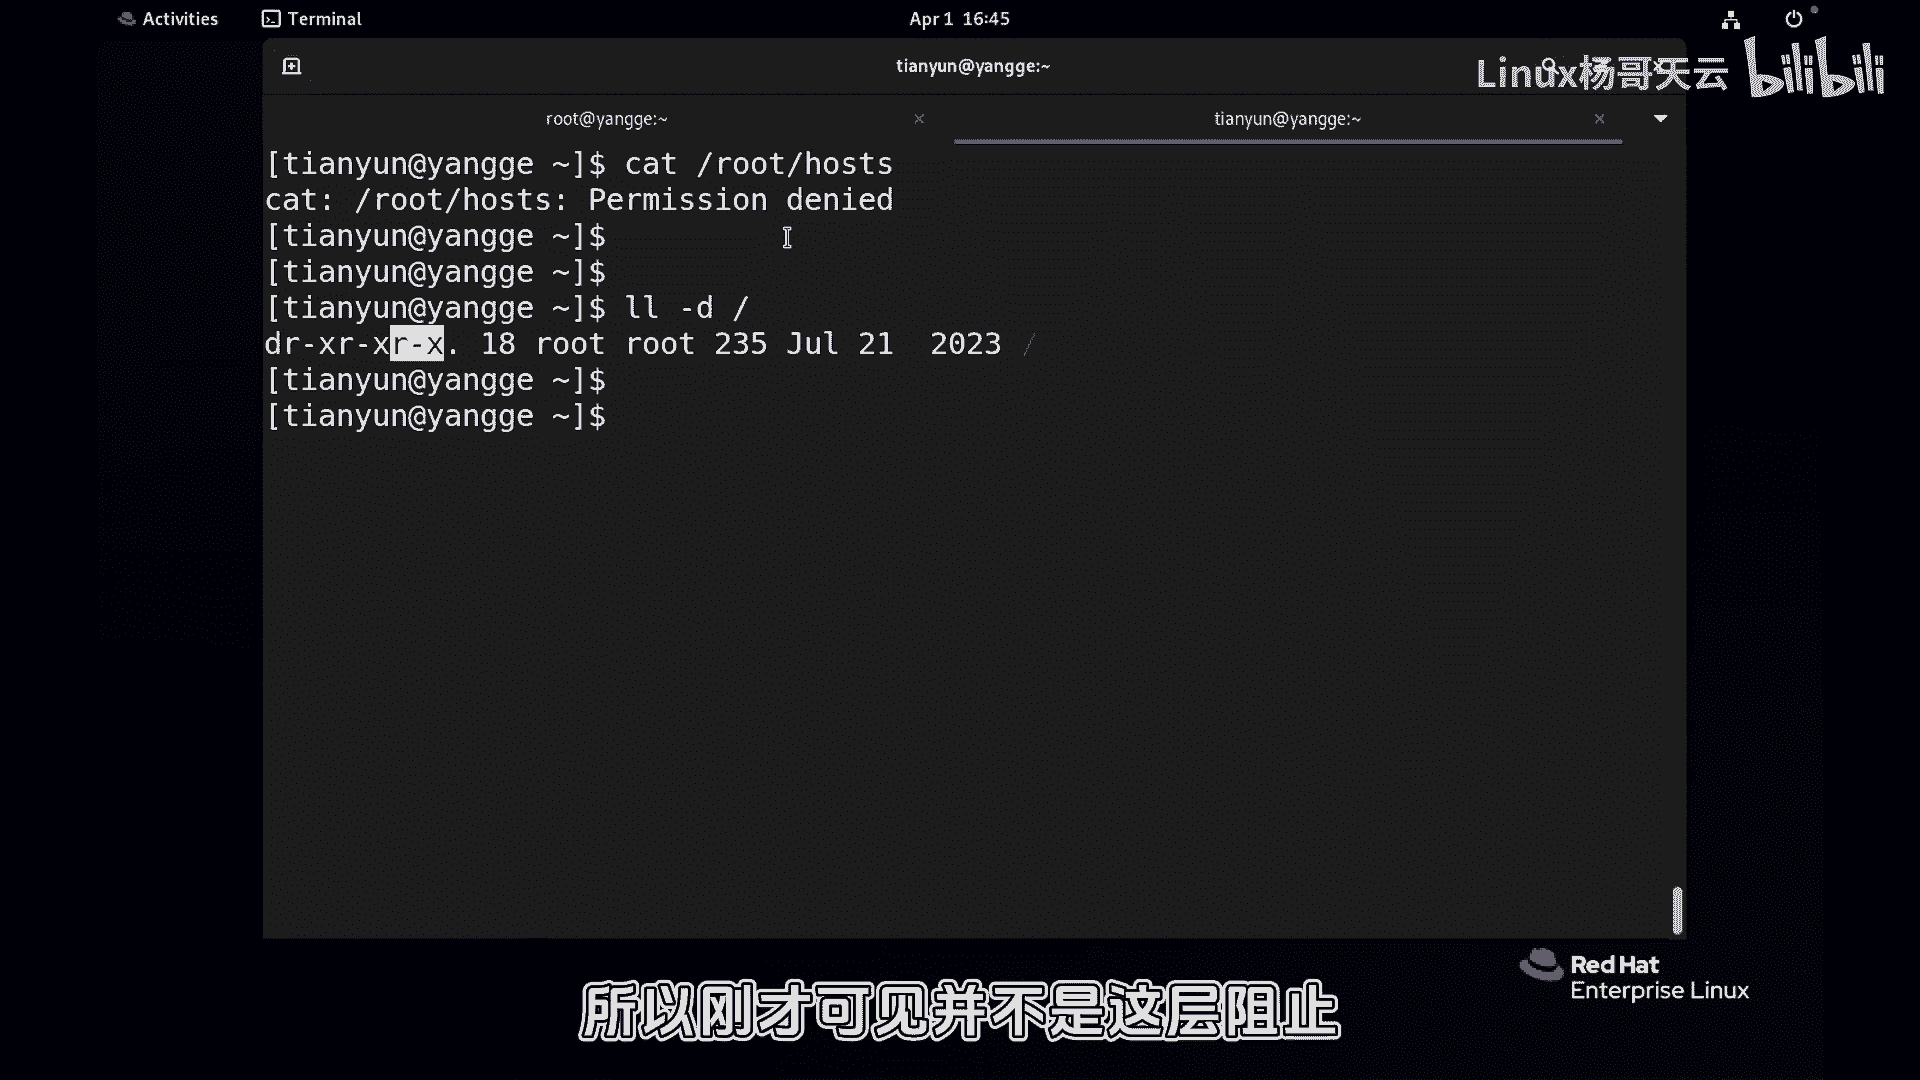 Activities Terminal Apr 1 16:45
tianyun@yangge:~
Linux杨哥天云 bilibili
root@yangge:~ × tianyun@yangge:~ ×
[tianyun@yangge ~]$ cat /root/hosts
cat: /root/hosts: Permission denied
[tianyun@yangge ~]$
[tianyun@yangge ~]$
[tianyun@yangge ~]$ ll -d /
dr-xr-xr-x. 18 root root 235 Jul 21  2023 /
[tianyun@yangge ~]$
[tianyun@yangge ~]$
Red Hat
Enterprise Linux
所以刚才可见并不是这层阻止